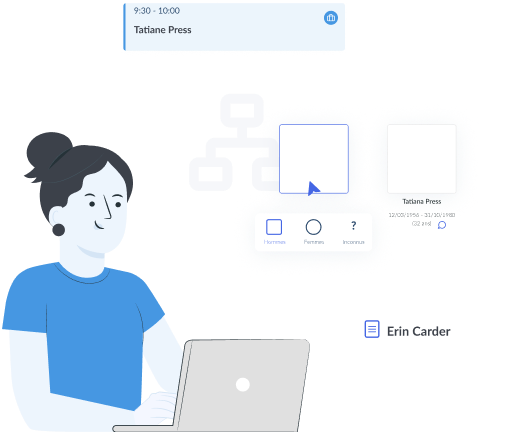 9:30 - 10:00
Tatiane Press
Tatiana Press
12/03/1956 - 31/10/1980
?
Hommes
Femmes
Inconnus
Erin Carder